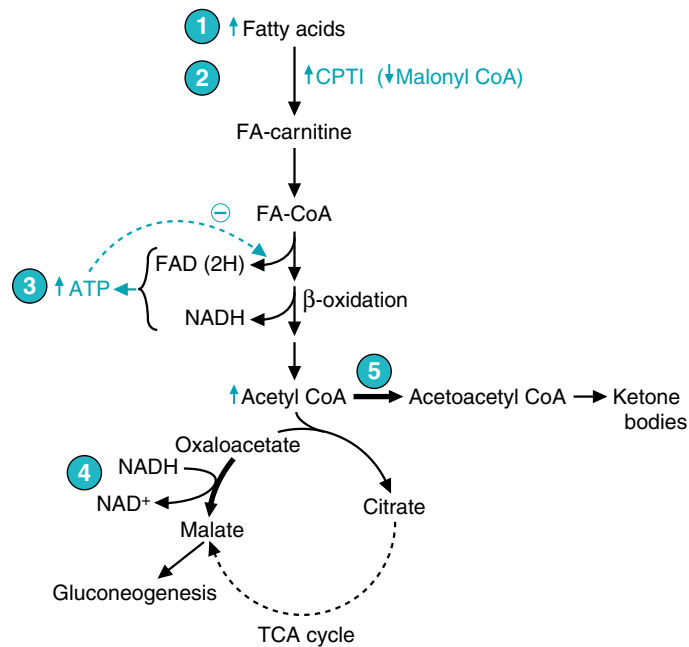 1 ↑ Fatty acids
2 ↑CPTI (↓Malonyl CoA)
FA-carnitine
FA-CoA
−
FAD (2H)
3 ↑ ATP
β-oxidation
NADH
5
↑Acetyl CoA
Acetoacetyl CoA
Ketone
bodies
Oxaloacetate
4
NADH
NAD⁺
Citrate
Malate
Gluconeogenesis
TCA cycle